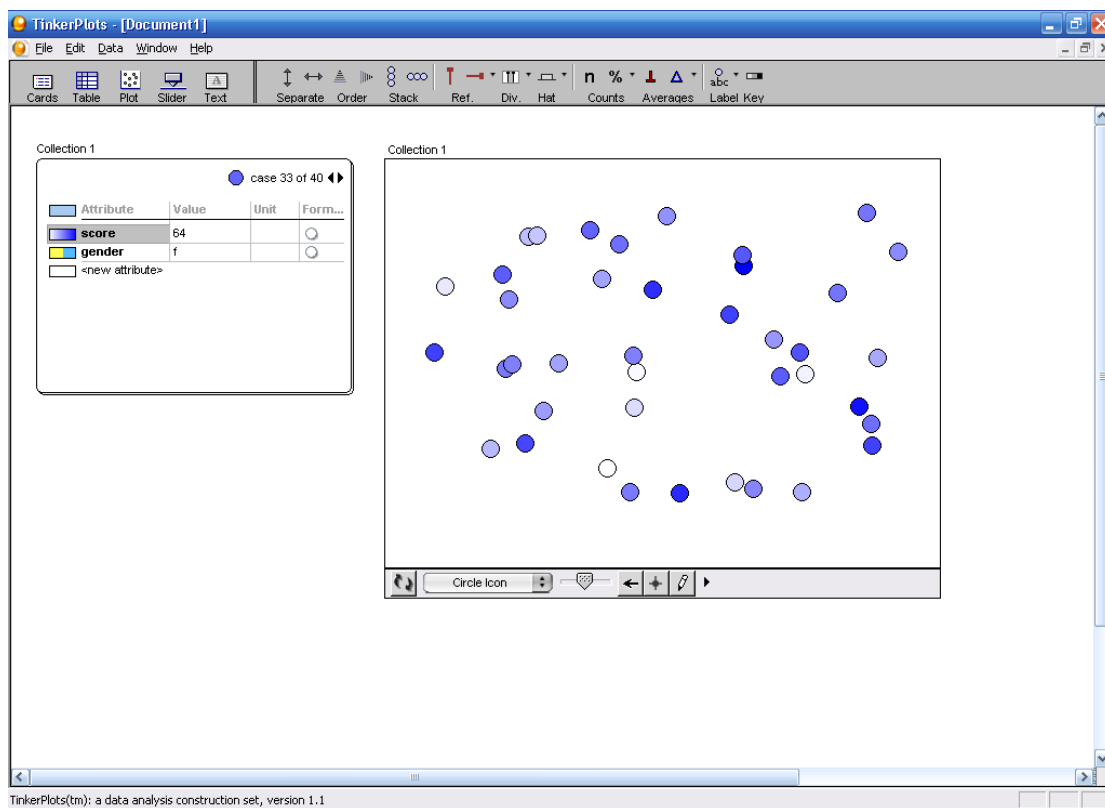 TinkerPlots - [Document1]
File Edit Data Window Help
Cards Table Plot Slider Text Separate Order Stack Ref. Div. Hat Counts Averages Label Key
A n % abc
Collection 1
case 33 of 40
Attribute Value Unit Form...
score 64
gender f
<new attribute>
Collection 1
Circle Icon
TinkerPlots(tm): a data analysis construction set, version 1.1